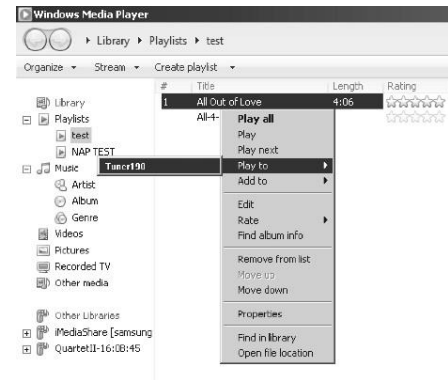 Windows Media Player
Library ▸ Playlists ▸ test
Organize Stream Create playlist
# Title Length Rating
Library
1 All Out of Love 4:06
Playlists
All-4-
test
NAP TEST
Music
Artist
Album
Genre
Videos
Pictures
Recorded TV
Other media
Other Libraries
iMediaShare [samsung
QuartetII-16:0B:45
Tuner190
Play all
Play
Play next
Play to
Add to
Edit
Rate
Find album info
Remove from list
Move up
Move down
Properties
Find in library
Open file location